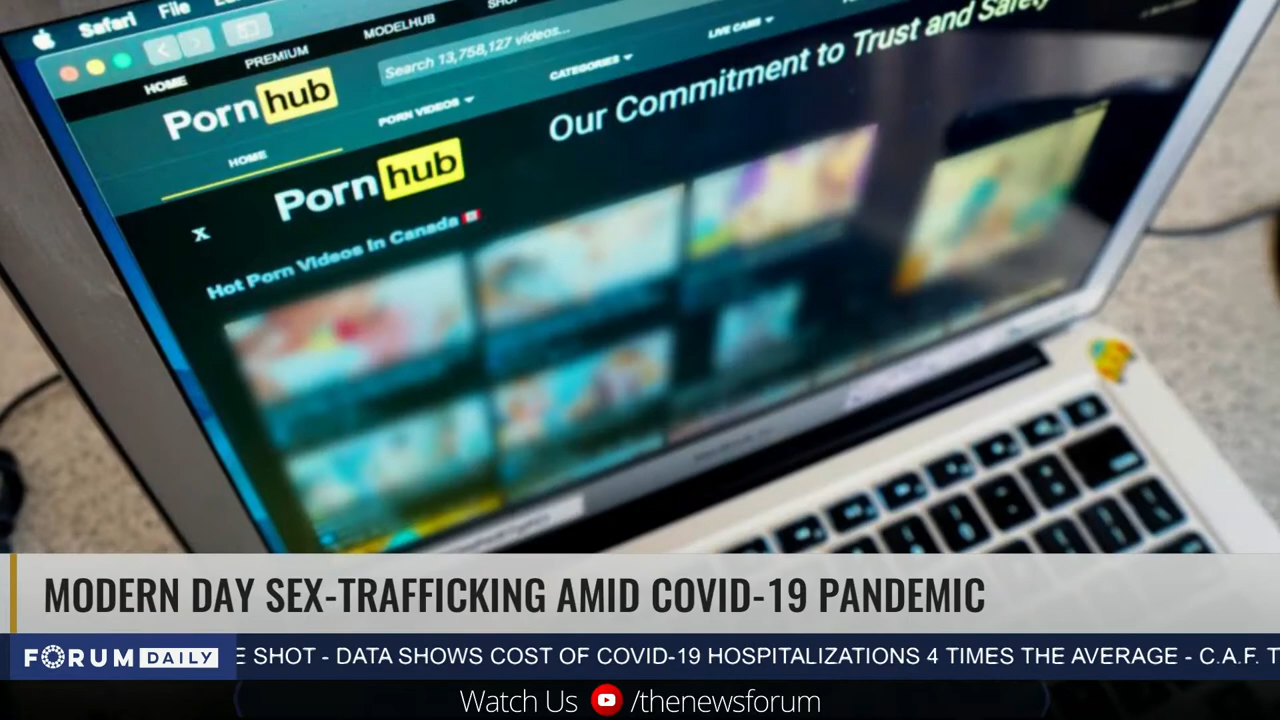 Safari File
MODELHUB
HOME PREMIUM
Search 13,758,127 videos...
Porn hub
LIVE CAMS
CATEGORIES
PORN VIDEOS
HOME
Our Commitment to Trust and Safety
Porn hub
X
Hot Porn Videos In Canada
MODERN DAY SEX-TRAFFICKING AMID COVID-19 PANDEMIC
FORUM DAILY
E SHOT - DATA SHOWS COST OF COVID-19 HOSPITALIZATIONS 4 TIMES THE AVERAGE - C.A.F. T
Watch Us /thenewsforum